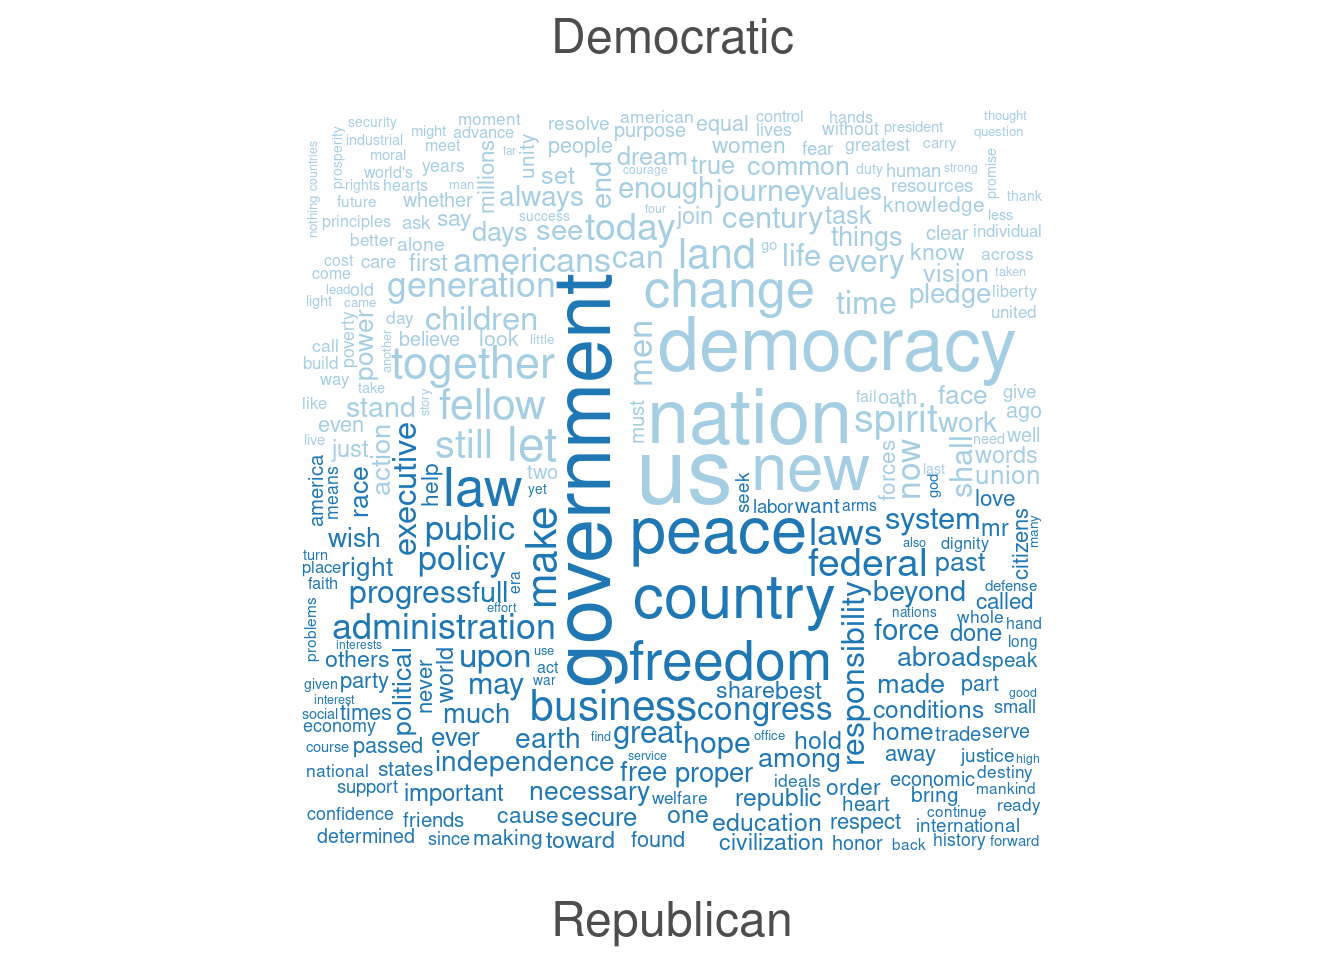 Democratic
security moment resolve american control hands thought
industrial might advance purpose equal lives without president question
prosperity moral meet years far unity people women fear greatest carry
nothing countries world's millions dream courage true common duty human strong promise
rights hearts man set end enough journey values resources thank
future whether always knowledge less
principles ask say success four join century task
days see today things clear individual
better alone go
cost care first americans can land life every know across
come vision taken
light lead old came generation change time pledge liberty
united
poverty power day children men democracy
call another believe look little
build together
way take
like stand story fellow nation fail oath face give
even spirit work ago
live just action still let must us new forces now last shall need well
two words
union
america means race executive help law yet seek god love
labor want arms
wish public make peace laws system mr citizens many
also dignity
turn policy federal past
place right
faith progress full era government country responsibility beyond defense
effort called
nations whole hand
problems administration freedom force done long
interests
others political never world upon use abroad speak
given party act
interest may war share best made part good
social times much business congress conditions small
economy
course passed ever earth find great hope office hold home trade serve
national states independence service among away justice high
free proper economic destiny
support important necessary welfare ideals order bring mankind
republic heart continue ready
confidence friends cause secure one education respect international
determined since making toward found civilization honor back history forward
Republican